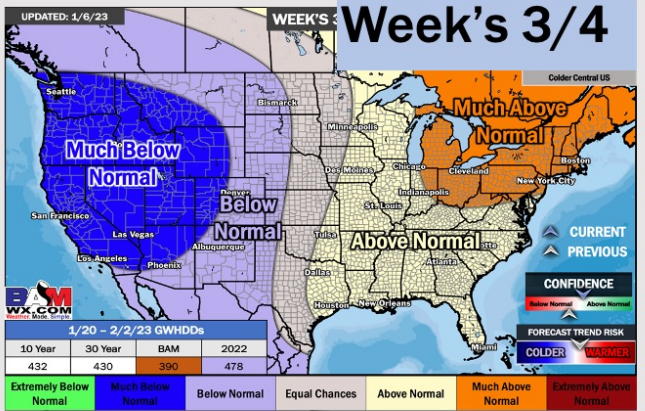 UPDATED: 1/6/23
WEEK'S 3
Week's 3/4
Colder Central US
Seattle
Bismarck
Much Above
Normal
Minneapolis
Much Below
Normal
Boston
Des Moines
Chicago
Cleveland
New York City
Denver
Indianapolis
Below
Normal
St. Louis
San Francisco
Las Vegas
Tulsa
Above Normal
CURRENT
Albuquerque
PREVIOUS
Los Angeles
Phoenix
Atlanta
Dallas
CONFIDENCE
Houston
New Orleans
Below Normal
Above Normal
BAM
WX.COM
Weather. Made. Simple.
Miami
FORECAST TREND RISK
COLDER
WARMER
1/20 – 2/2/23 GWHDDs
10 Year 30 Year BAM 2022
432 430 390 478
Extremely Below
Normal
Much Below
Normal
Below Normal
Equal Chances
Above Normal
Much Above
Normal
Extremely Above
Normal